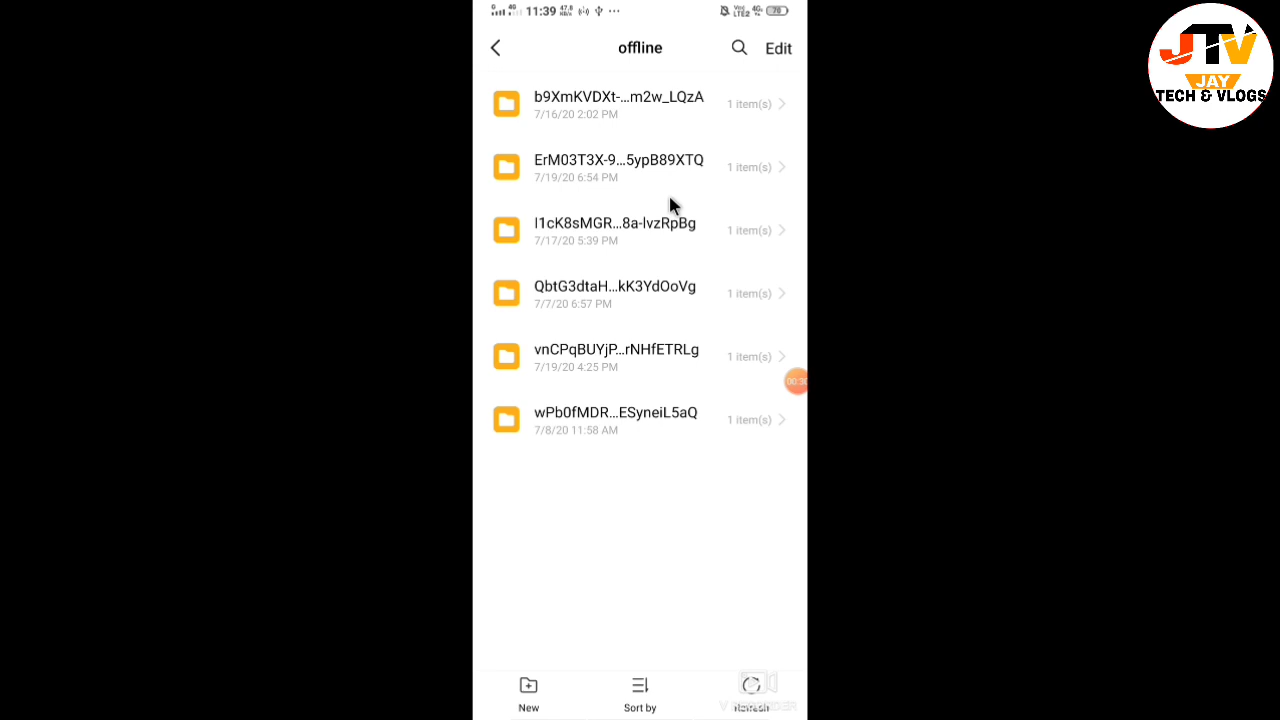 11:39
offline
Edit
b9XmKVDXt-...m2w_LQzA
7/16/20 2:02 PM
1 item(s)
ErM03T3X-9...5ypB89XTQ
7/19/20 6:54 PM
1 item(s)
I1cK8sMGR...8a-IvzRpBg
7/17/20 5:39 PM
1 item(s)
QbtG3dtaH...kK3YdOoVg
7/7/20 6:57 PM
1 item(s)
vnCPqBUYjP...rNHfETRLg
7/19/20 4:25 PM
1 item(s)
wPb0fMDR...ESyneiL5aQ
7/8/20 11:58 AM
1 item(s)
New
Sort by
Refresh
JTV
JAY
TECH & VLOGS